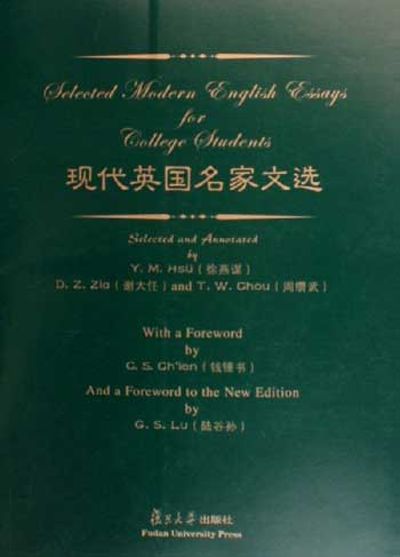 Selected Modern English Essays
for
College Students
现代英国名家文选
Selected and Annotated
by
Y. M. Hsü (徐燕谋)
D. Z. Zia (谢大任) and T. W. Chou (周缵武)
With a Foreword
by
C. S. Ch'ien (钱锺书)
And a Foreword to the New Edition
by
G. S. Lu (陆谷孙)
复旦大学出版社
Fudan University Press